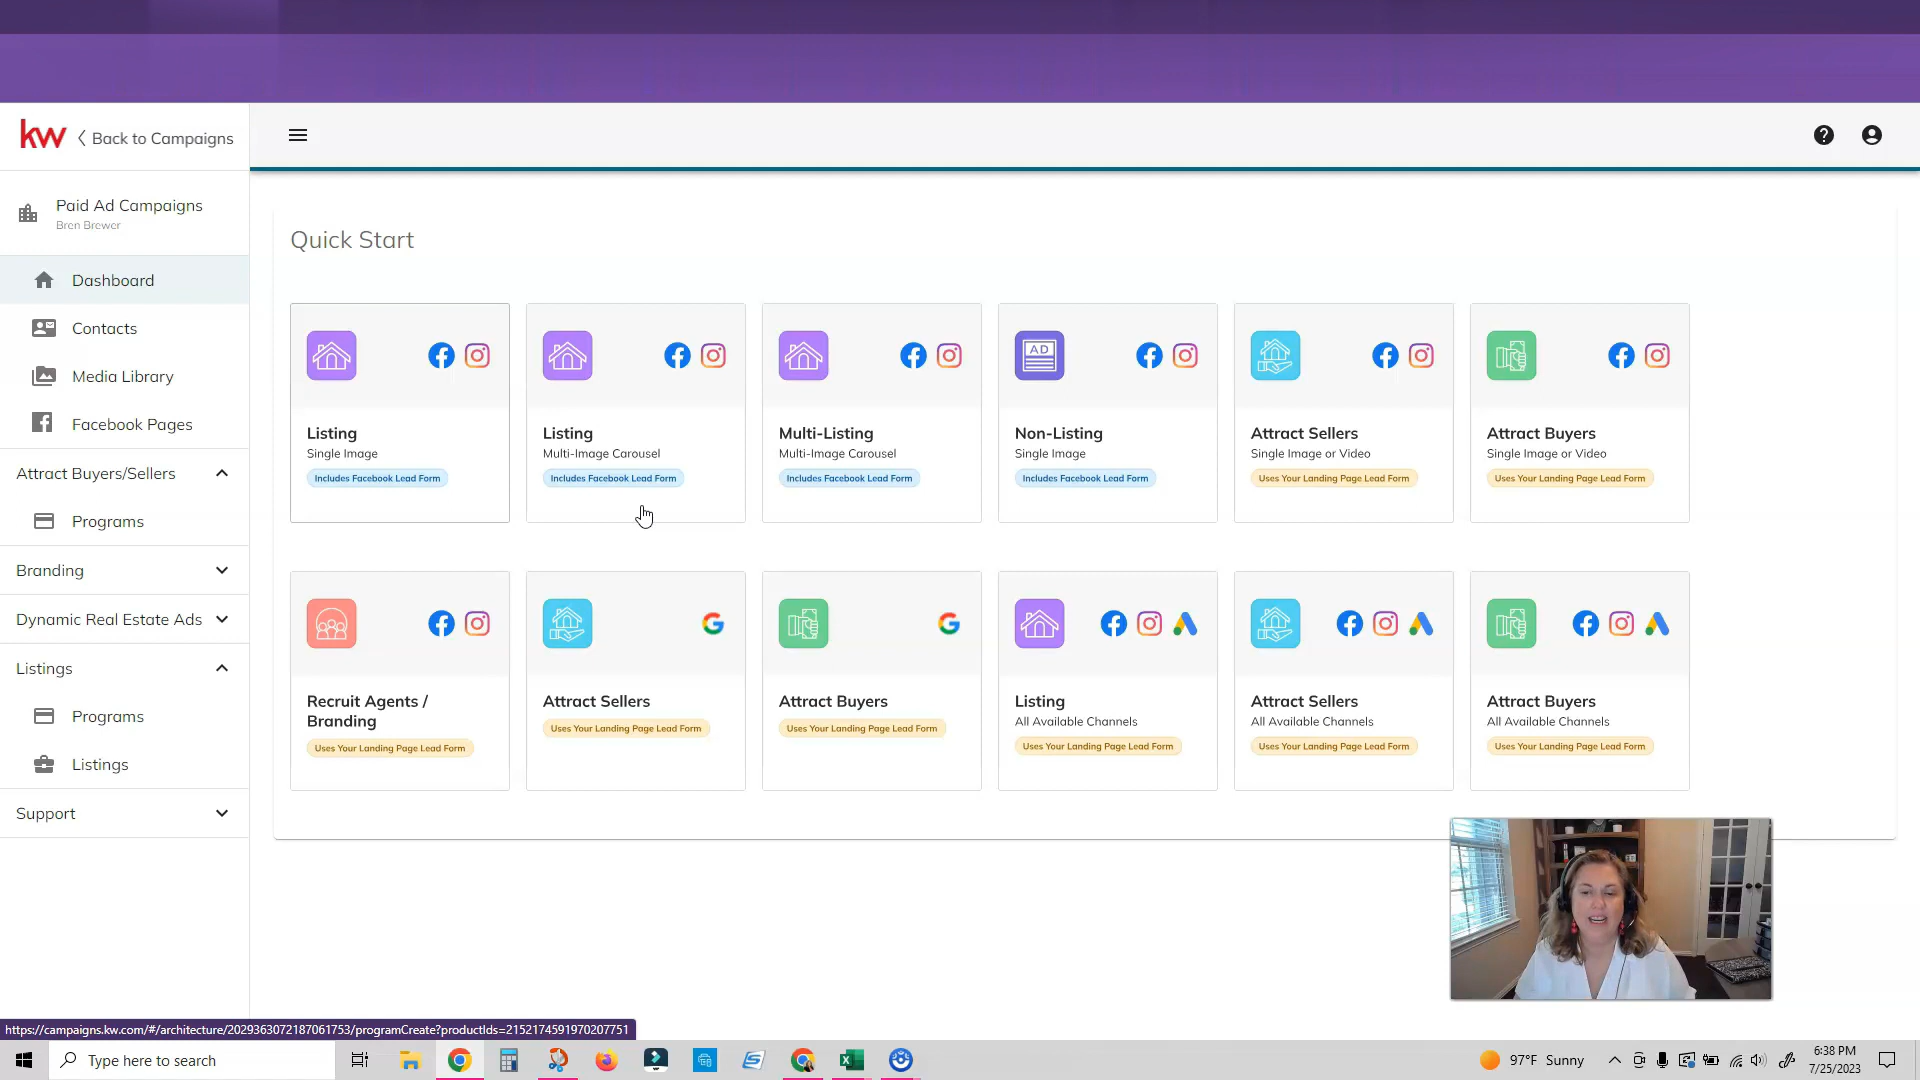 kw
Back to Campaigns
Paid Ad Campaigns
Bren Brewer
Dashboard
Contacts
Media Library
Facebook Pages
Attract Buyers/Sellers
Programs
Branding
Dynamic Real Estate Ads
Listings
Programs
Listings
Support
Quick Start
Listing
Single Image
Includes Facebook Lead Form
Listing
Multi-Image Carousel
Includes Facebook Lead Form
Multi-Listing
Multi-Image Carousel
Includes Facebook Lead Form
AD
Non-Listing
Single Image
Includes Facebook Lead Form
Attract Sellers
Single Image or Video
Uses Your Landing Page Lead Form
Attract Buyers
Single Image or Video
Uses Your Landing Page Lead Form
Recruit Agents /
Branding
Uses Your Landing Page Lead Form
Attract Sellers
Uses Your Landing Page Lead Form
Attract Buyers
Uses Your Landing Page Lead Form
Listing
All Available Channels
Uses Your Landing Page Lead Form
Attract Sellers
All Available Channels
Uses Your Landing Page Lead Form
Attract Buyers
All Available Channels
Uses Your Landing Page Lead Form
https://campaigns.kw.com/#/architecture/2029363072187061753/programCreate?productIds=2152174591970207751
Type here to search
97°F Sunny
6:38 PM
7/25/2023